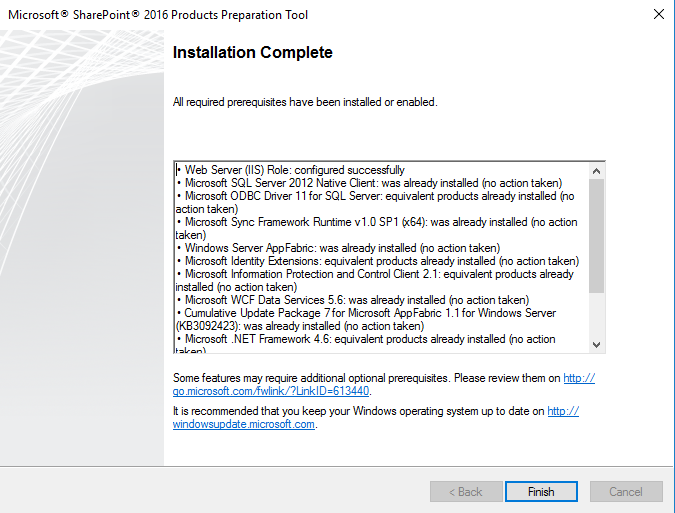 Microsoft® SharePoint® 2016 Products Preparation Tool
Installation Complete
All required prerequisites have been installed or enabled.
• Web Server (IIS) Role: configured successfully
• Microsoft SQL Server 2012 Native Client: was already installed (no action taken)
• Microsoft ODBC Driver 11 for SQL Server: equivalent products already installed (no
action taken)
• Microsoft Sync Framework Runtime v1.0 SP1 (x64): was already installed (no action
taken)
• Windows Server AppFabric: was already installed (no action taken)
• Microsoft Identity Extensions: equivalent products already installed (no action taken)
• Microsoft Information Protection and Control Client 2.1: equivalent products already
installed (no action taken)
• Microsoft WCF Data Services 5.6: was already installed (no action taken)
• Cumulative Update Package 7 for Microsoft AppFabric 1.1 for Windows Server
(KB3092423): was already installed (no action taken)
• Microsoft .NET Framework 4.6: equivalent products already installed (no action
taken)
Some features may require additional optional prerequisites. Please review them on http://
go.microsoft.com/fwlink/?LinkID=613440.
It is recommended that you keep your Windows operating system up to date on http://
windowsupdate.microsoft.com.
< Back
Finish
Cancel